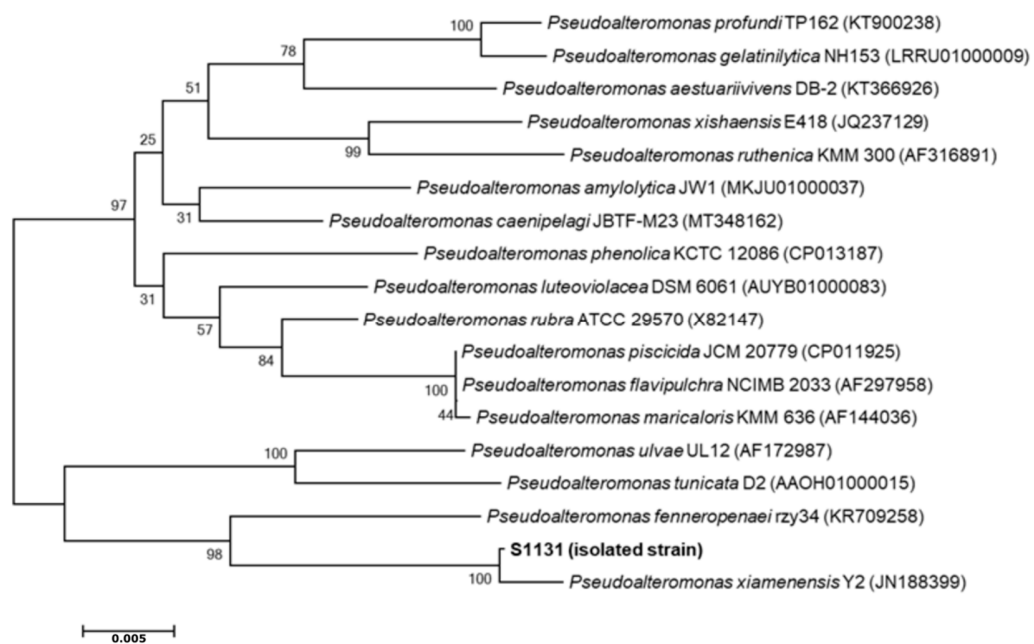 100
Pseudoalteromonas profundi TP162 (KT900238)
78
Pseudoalteromonas gelatinilytica NH153 (LRRU01000009)
51
Pseudoalteromonas aestuariivivens DB-2 (KT366926)
Pseudoalteromonas xishaensis E418 (JQ237129)
25
99
Pseudoalteromonas ruthenica KMM 300 (AF316891)
97
Pseudoalteromonas amylolytica JW1 (MKJU01000037)
31
Pseudoalteromonas caenipelagi JBTF-M23 (MT348162)
Pseudoalteromonas phenolica KCTC 12086 (CP013187)
31
Pseudoalteromonas luteoviolacea DSM 6061 (AUYB01000083)
57
Pseudoalteromonas rubra ATCC 29570 (X82147)
84
Pseudoalteromonas piscicida JCM 20779 (CP011925)
100
Pseudoalteromonas flavipulchra NCIMB 2033 (AF297958)
44
Pseudoalteromonas maricaloris KMM 636 (AF144036)
100
Pseudoalteromonas ulvae UL12 (AF172987)
Pseudoalteromonas tunicata D2 (AAOH01000015)
Pseudoalteromonas fenneropenaei rzy34 (KR709258)
98
S1131 (isolated strain)
100
Pseudoalteromonas xiamenensis Y2 (JN188399)
0.005